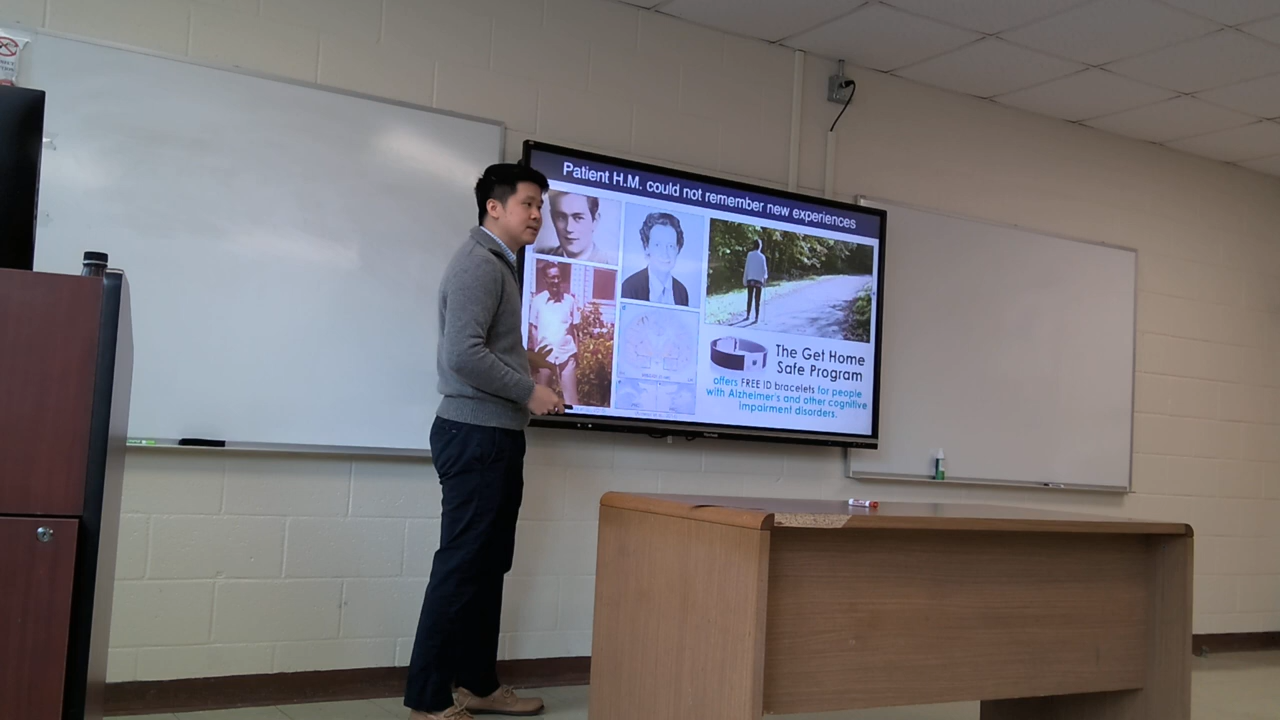 Patient H.M. could not remember new experiences
The Get Home
Safe Program
offers FREE ID bracelets for people
with Alzheimer's and other cognitive
impairment disorders.